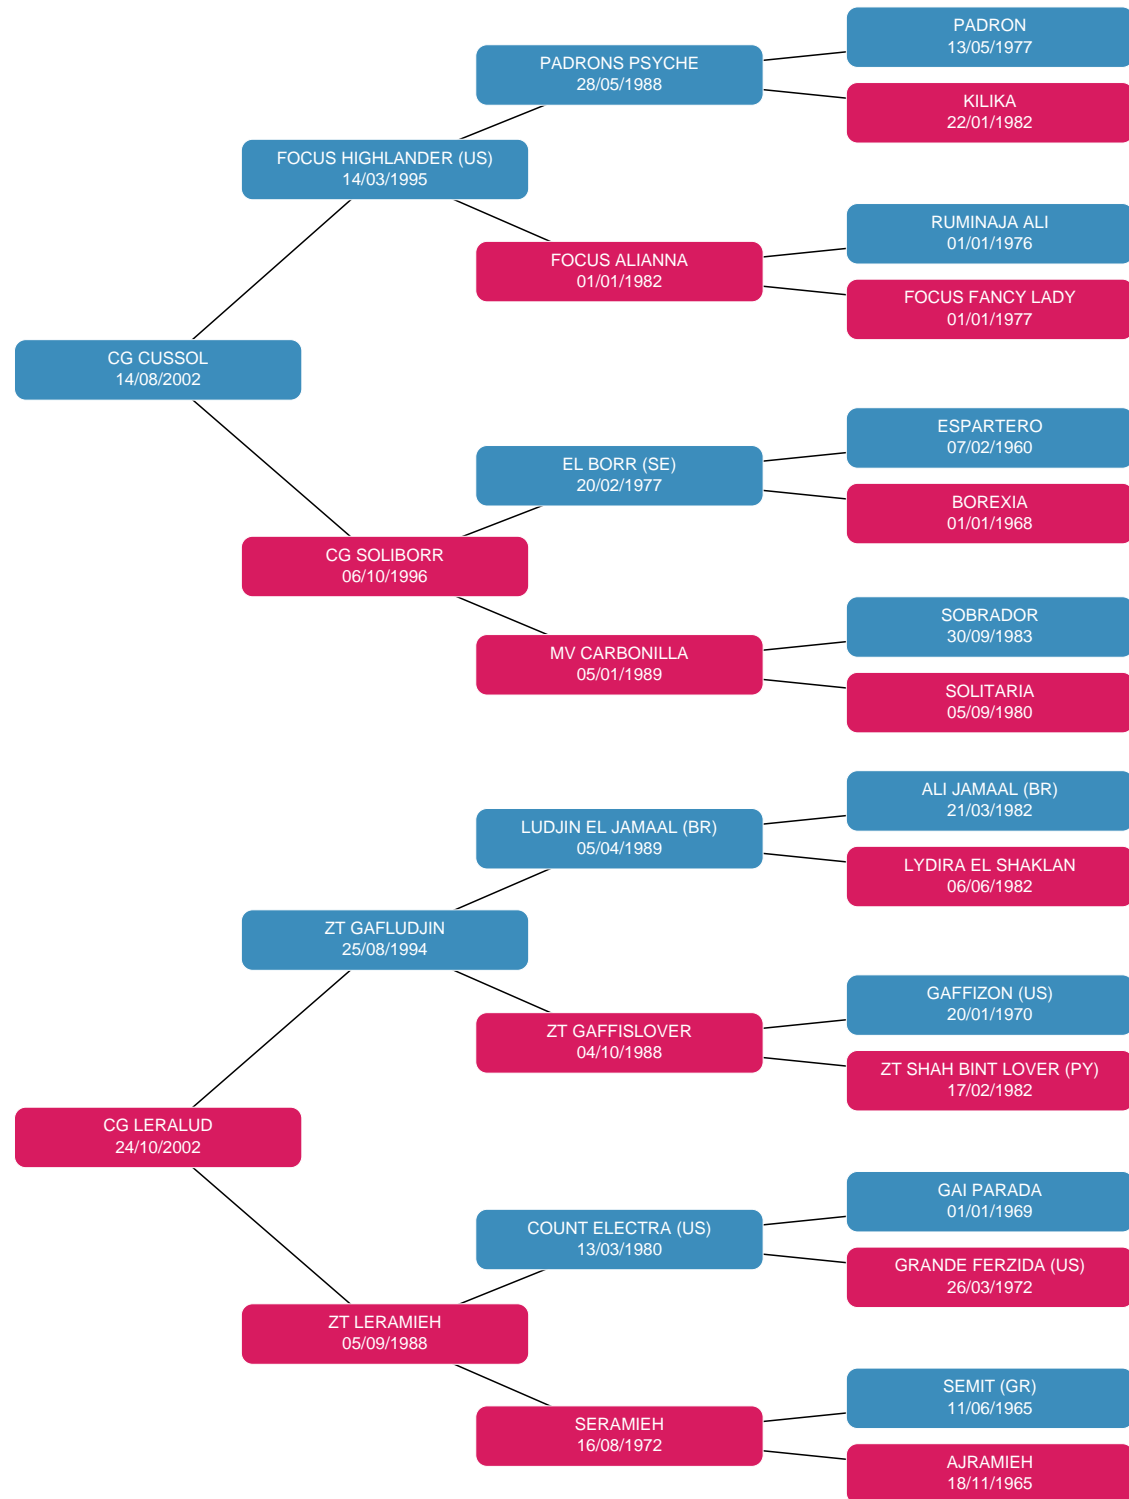 PADRON
13/05/1977
PADRONS PSYCHE
28/05/1988
KILIKA
22/01/1982
FOCUS HIGHLANDER (US)
14/03/1995
RUMINAJA ALI
01/01/1976
FOCUS ALIANNA
01/01/1982
FOCUS FANCY LADY
01/01/1977
CG CUSSOL
14/08/2002
ESPARTERO
07/02/1960
EL BORR (SE)
20/02/1977
BOREXIA
01/01/1968
CG SOLIBORR
06/10/1996
SOBRADOR
30/09/1983
MV CARBONILLA
05/01/1989
SOLITARIA
05/09/1980
ALI JAMAAL (BR)
21/03/1982
LUDJIN EL JAMAAL (BR)
05/04/1989
LYDIRA EL SHAKLAN
06/06/1982
ZT GAFLUDJIN
25/08/1994
GAFFIZON (US)
20/01/1970
ZT GAFFISLOVER
04/10/1988
ZT SHAH BINT LOVER (PY)
17/02/1982
CG LERALUD
24/10/2002
GAI PARADA
01/01/1969
COUNT ELECTRA (US)
13/03/1980
GRANDE FERZIDA (US)
26/03/1972
ZT LERAMIEH
05/09/1988
SEMIT (GR)
11/06/1965
SERAMIEH
16/08/1972
AJRAMIEH
18/11/1965